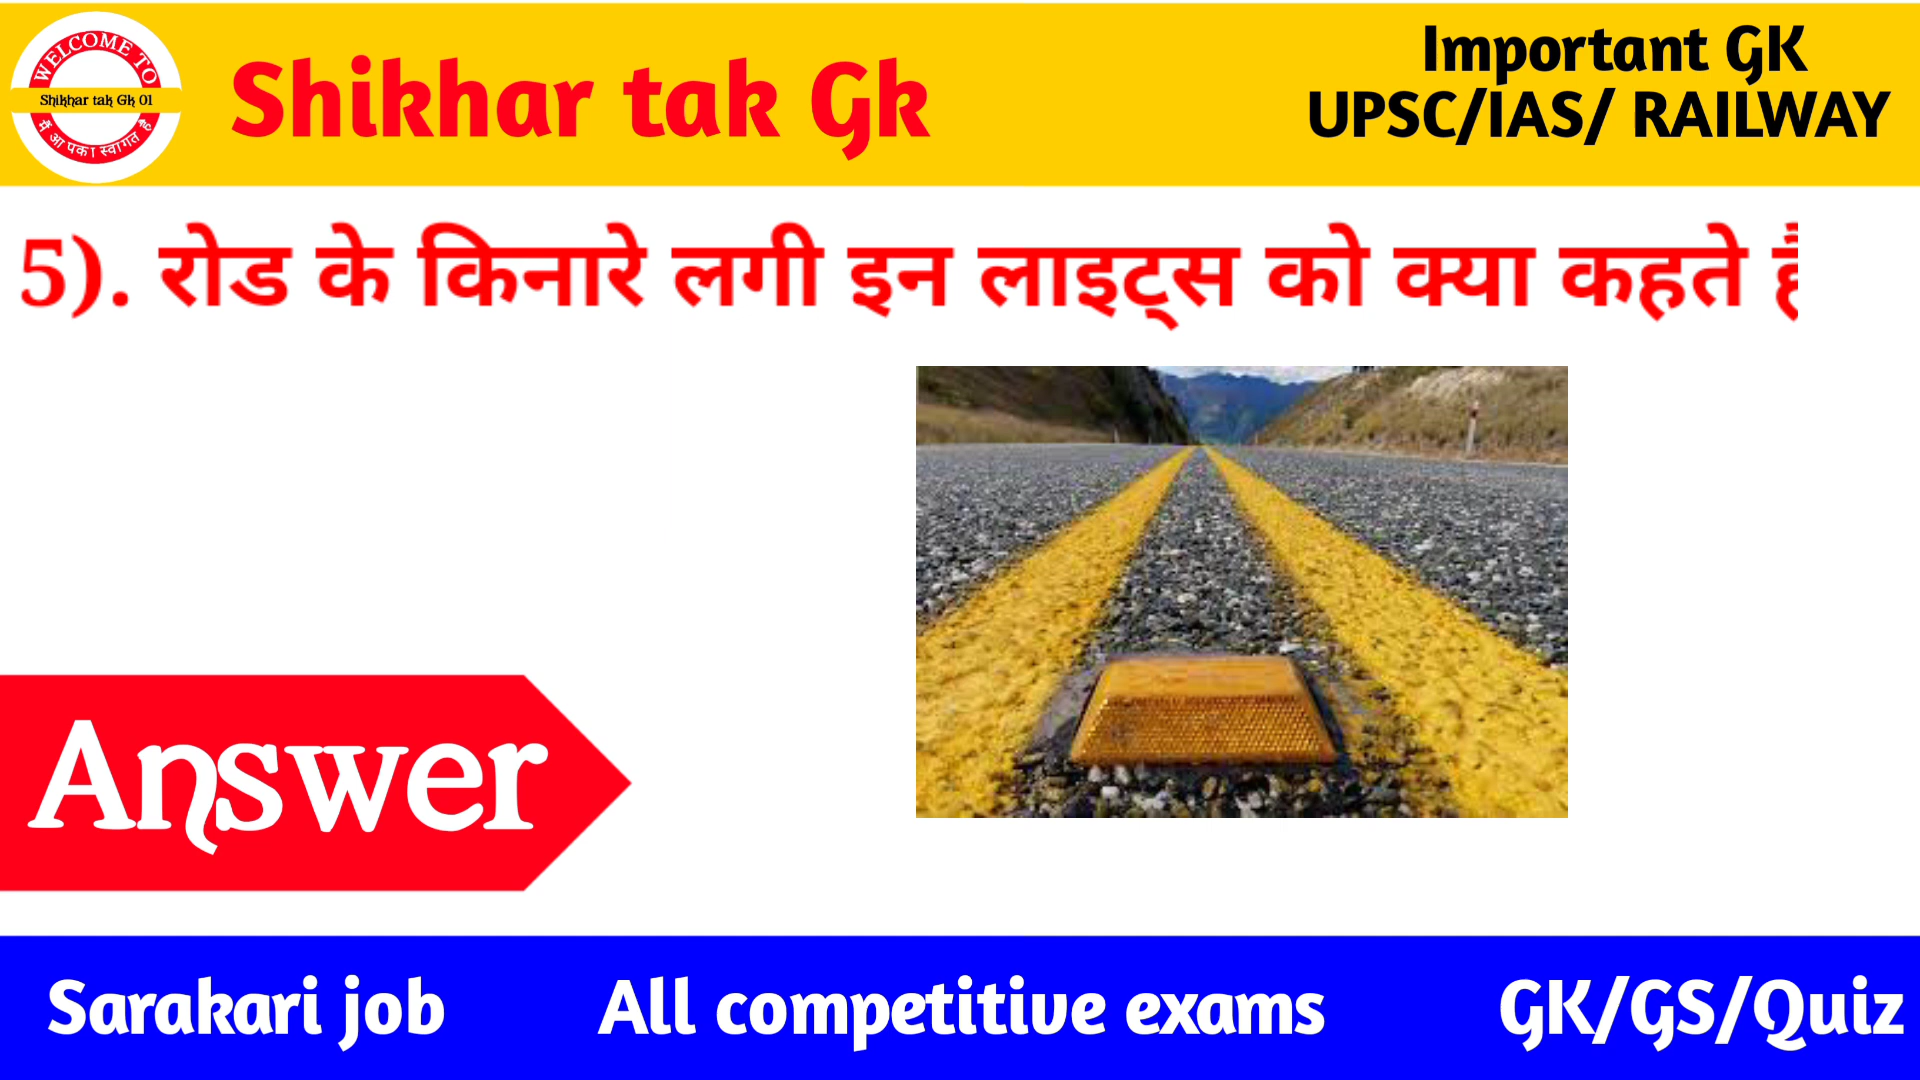 WELCOME TO
Shikhar tak Gk 01
में आपका स्वागत है
Shikhar tak Gk
Important GK
UPSC/IAS/ RAILWAY
5). रोड के किनारे लगी इन लाइट्स को क्या कहते
Answer
Sarakari job
All competitive exams
GK/GS/Quiz